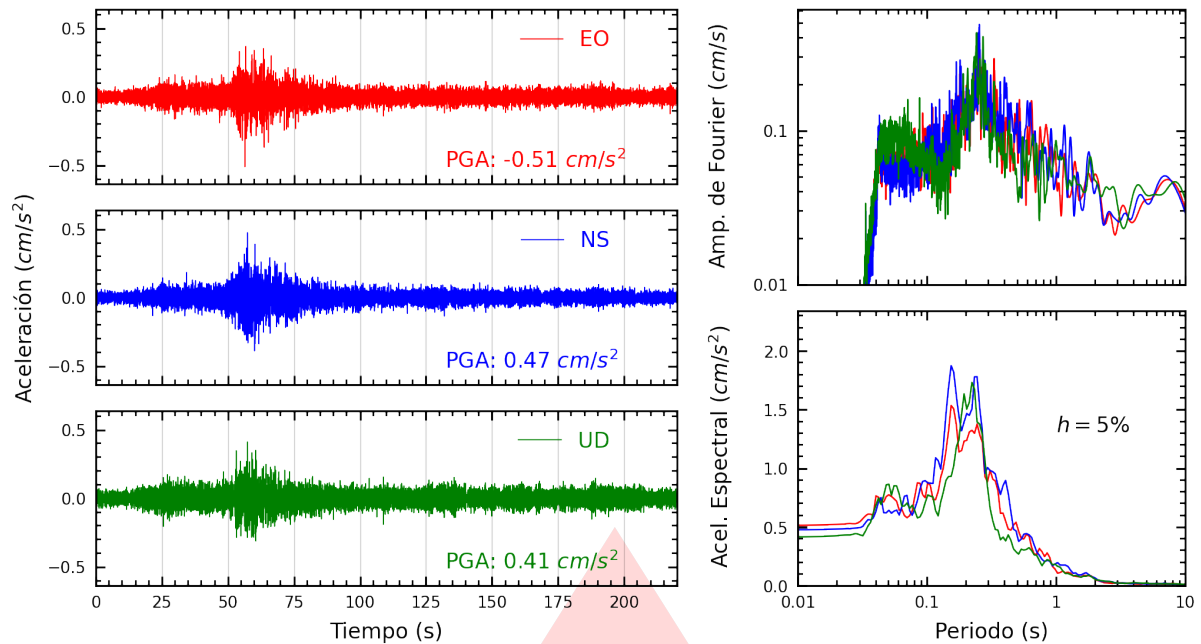 Aceleración (cm/s²)
0.5
0.0
−0.5
EO
PGA: -0.51 cm/s²
0.5
0.0
−0.5
NS
PGA: 0.47 cm/s²
0.5
0.0
−0.5
UD
PGA: 0.41 cm/s²
0 25 50 75 100 125 150 175 200
Tiempo (s)
Amp. de Fourier (cm/s)
0.1
0.01
Acel. Espectral (cm/s²)
2.0
1.5
1.0
0.5
0.0
h = 5%
0.01 0.1 1 10
Periodo (s)